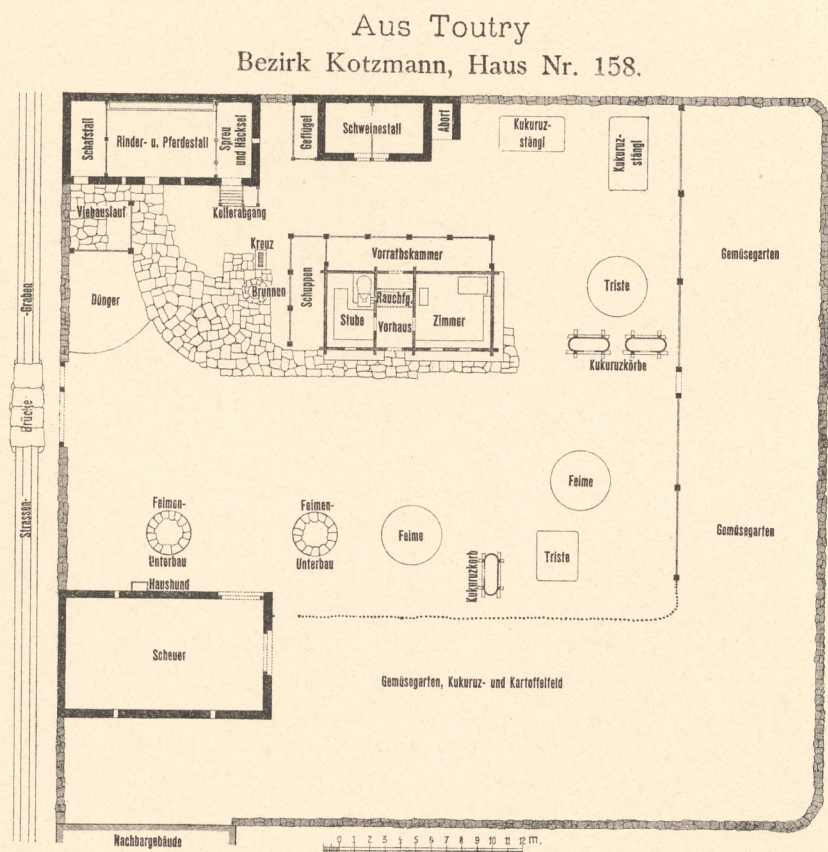 Aus Toutry
Bezirk Kotzmann, Haus Nr. 158.
Schafstall
Rinder- u. Pferdestall
Spreu
und Häcksel
Geflügel
Schweinestall
Abort
Kukuruz-
stängl
Kukuruz-
stängl
Viehauslauf
Kellerabgang
Kreuz
Brunnen
Dünger
Schuppen
Vorrathskammer
Stube
Rauchfg.
Vorhaus
Zimmer
Triste
Gemüsegarten
Kukuruzkörbe
-Graben
Brücke
Strassen-
Feimen-
Unterbau
Feimen-
Unterbau
Feime
Feime
Kukuruzkorb
Triste
Gemüsegarten
Haushund
Scheuer
Gemüsegarten, Kukuruz- und Kartoffelfeld
Nachbargebäude
0 1 2 3 4 5 6 7 8 9 10 11 12 m.